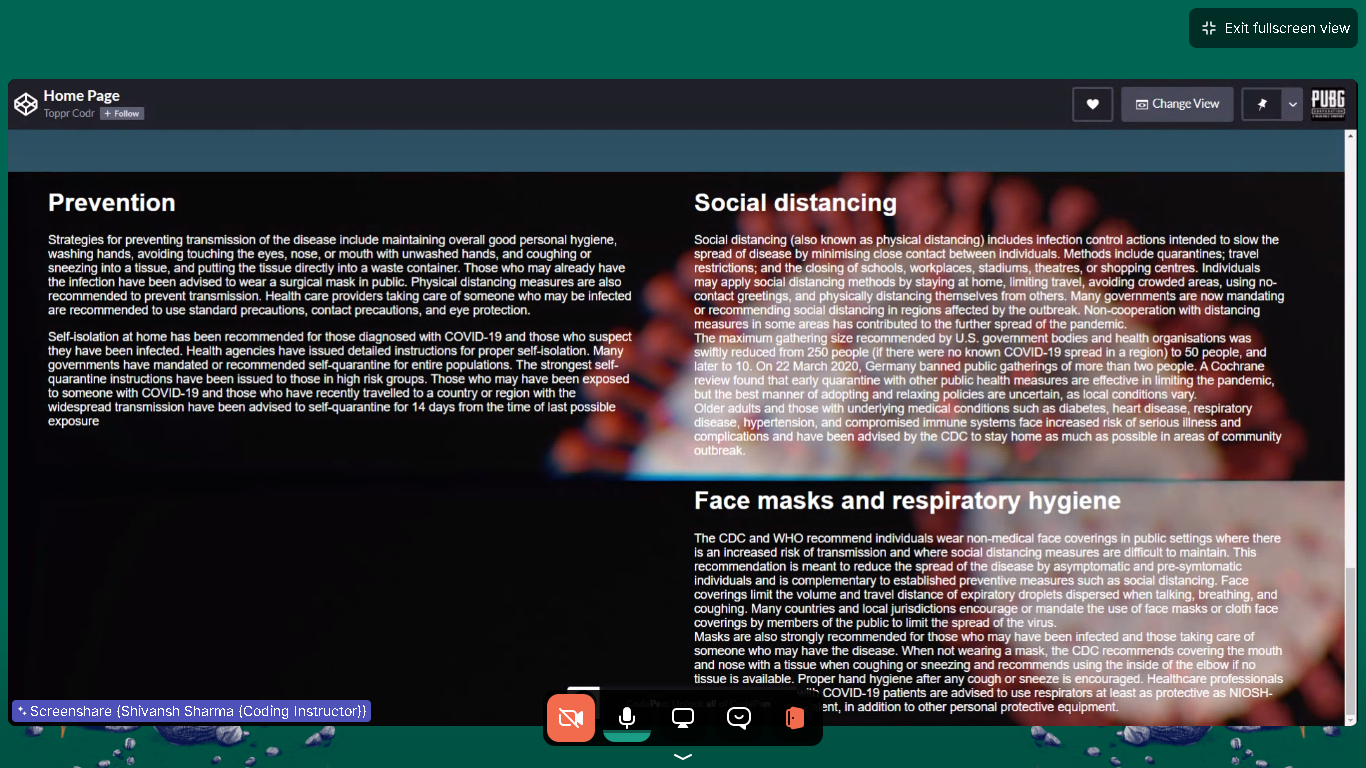 Exit fullscreen view
Home Page
Toppr Codr + Follow
Change View
PUBG
Prevention
Strategies for preventing transmission of the disease include maintaining overall good personal hygiene,
washing hands, avoiding touching the eyes, nose, or mouth with unwashed hands, and coughing or
sneezing into a tissue, and putting the tissue directly into a waste container. Those who may already have
the infection have been advised to wear a surgical mask in public. Physical distancing measures are also
recommended to prevent transmission. Health care providers taking care of someone who may be infected
are recommended to use standard precautions, contact precautions, and eye protection.
Self-isolation at home has been recommended for those diagnosed with COVID-19 and those who suspect
they have been infected. Health agencies have issued detailed instructions for proper self-isolation. Many
governments have mandated or recommended self-quarantine for entire populations. The strongest self-
quarantine instructions have been issued to those in high risk groups. Those who may have been exposed
to someone with COVID-19 and those who have recently travelled to a country or region with the
widespread transmission have been advised to self-quarantine for 14 days from the time of last possible
exposure
Social distancing
Social distancing (also known as physical distancing) includes infection control actions intended to slow the
spread of disease by minimising close contact between individuals. Methods include quarantines; travel
restrictions; and the closing of schools, workplaces, stadiums, theatres, or shopping centres. Individuals
may apply social distancing methods by staying at home, limiting travel, avoiding crowded areas, using no-
contact greetings, and physically distancing themselves from others. Many governments are now mandating
or recommending social distancing in regions affected by the outbreak. Non-cooperation with distancing
measures in some areas has contributed to the further spread of the pandemic.
The maximum gathering size recommended by U.S. government bodies and health organisations was
swiftly reduced from 250 people (if there were no known COVID-19 spread in a region) to 50 people, and
later to 10. On 22 March 2020, Germany banned public gatherings of more than two people. A Cochrane
review found that early quarantine with other public health measures are effective in limiting the pandemic,
but the best manner of adopting and relaxing policies are uncertain, as local conditions vary.
Older adults and those with underlying medical conditions such as diabetes, heart disease, respiratory
disease, hypertension, and compromised immune systems face increased risk of serious illness and
complications and have been advised by the CDC to stay home as much as possible in areas of community
outbreak.
Face masks and respiratory hygiene
The CDC and WHO recommend individuals wear non-medical face coverings in public settings where there
is an increased risk of transmission and where social distancing measures are difficult to maintain. This
recommendation is meant to reduce the spread of the disease by asymptomatic and pre-symtomatic
individuals and is complementary to established preventive measures such as social distancing. Face
coverings limit the volume and travel distance of expiratory droplets dispersed when talking, breathing, and
coughing. Many countries and local jurisdictions encourage or mandate the use of face masks or cloth face
coverings by members of the public to limit the spread of the virus.
Masks are also strongly recommended for those who may have been infected and those taking care of
someone who may have the disease. When not wearing a mask, the CDC recommends covering the mouth
and nose with a tissue when coughing or sneezing and recommends using the inside of the elbow if no
tissue is available. Proper hand hygiene after any cough or sneeze is encouraged. Healthcare professionals
COVID-19 patients are advised to use respirators at least as protective as NIOSH-
in addition to other personal protective equipment.
Screenshare {Shivansh Sharma {Coding Instructor}}